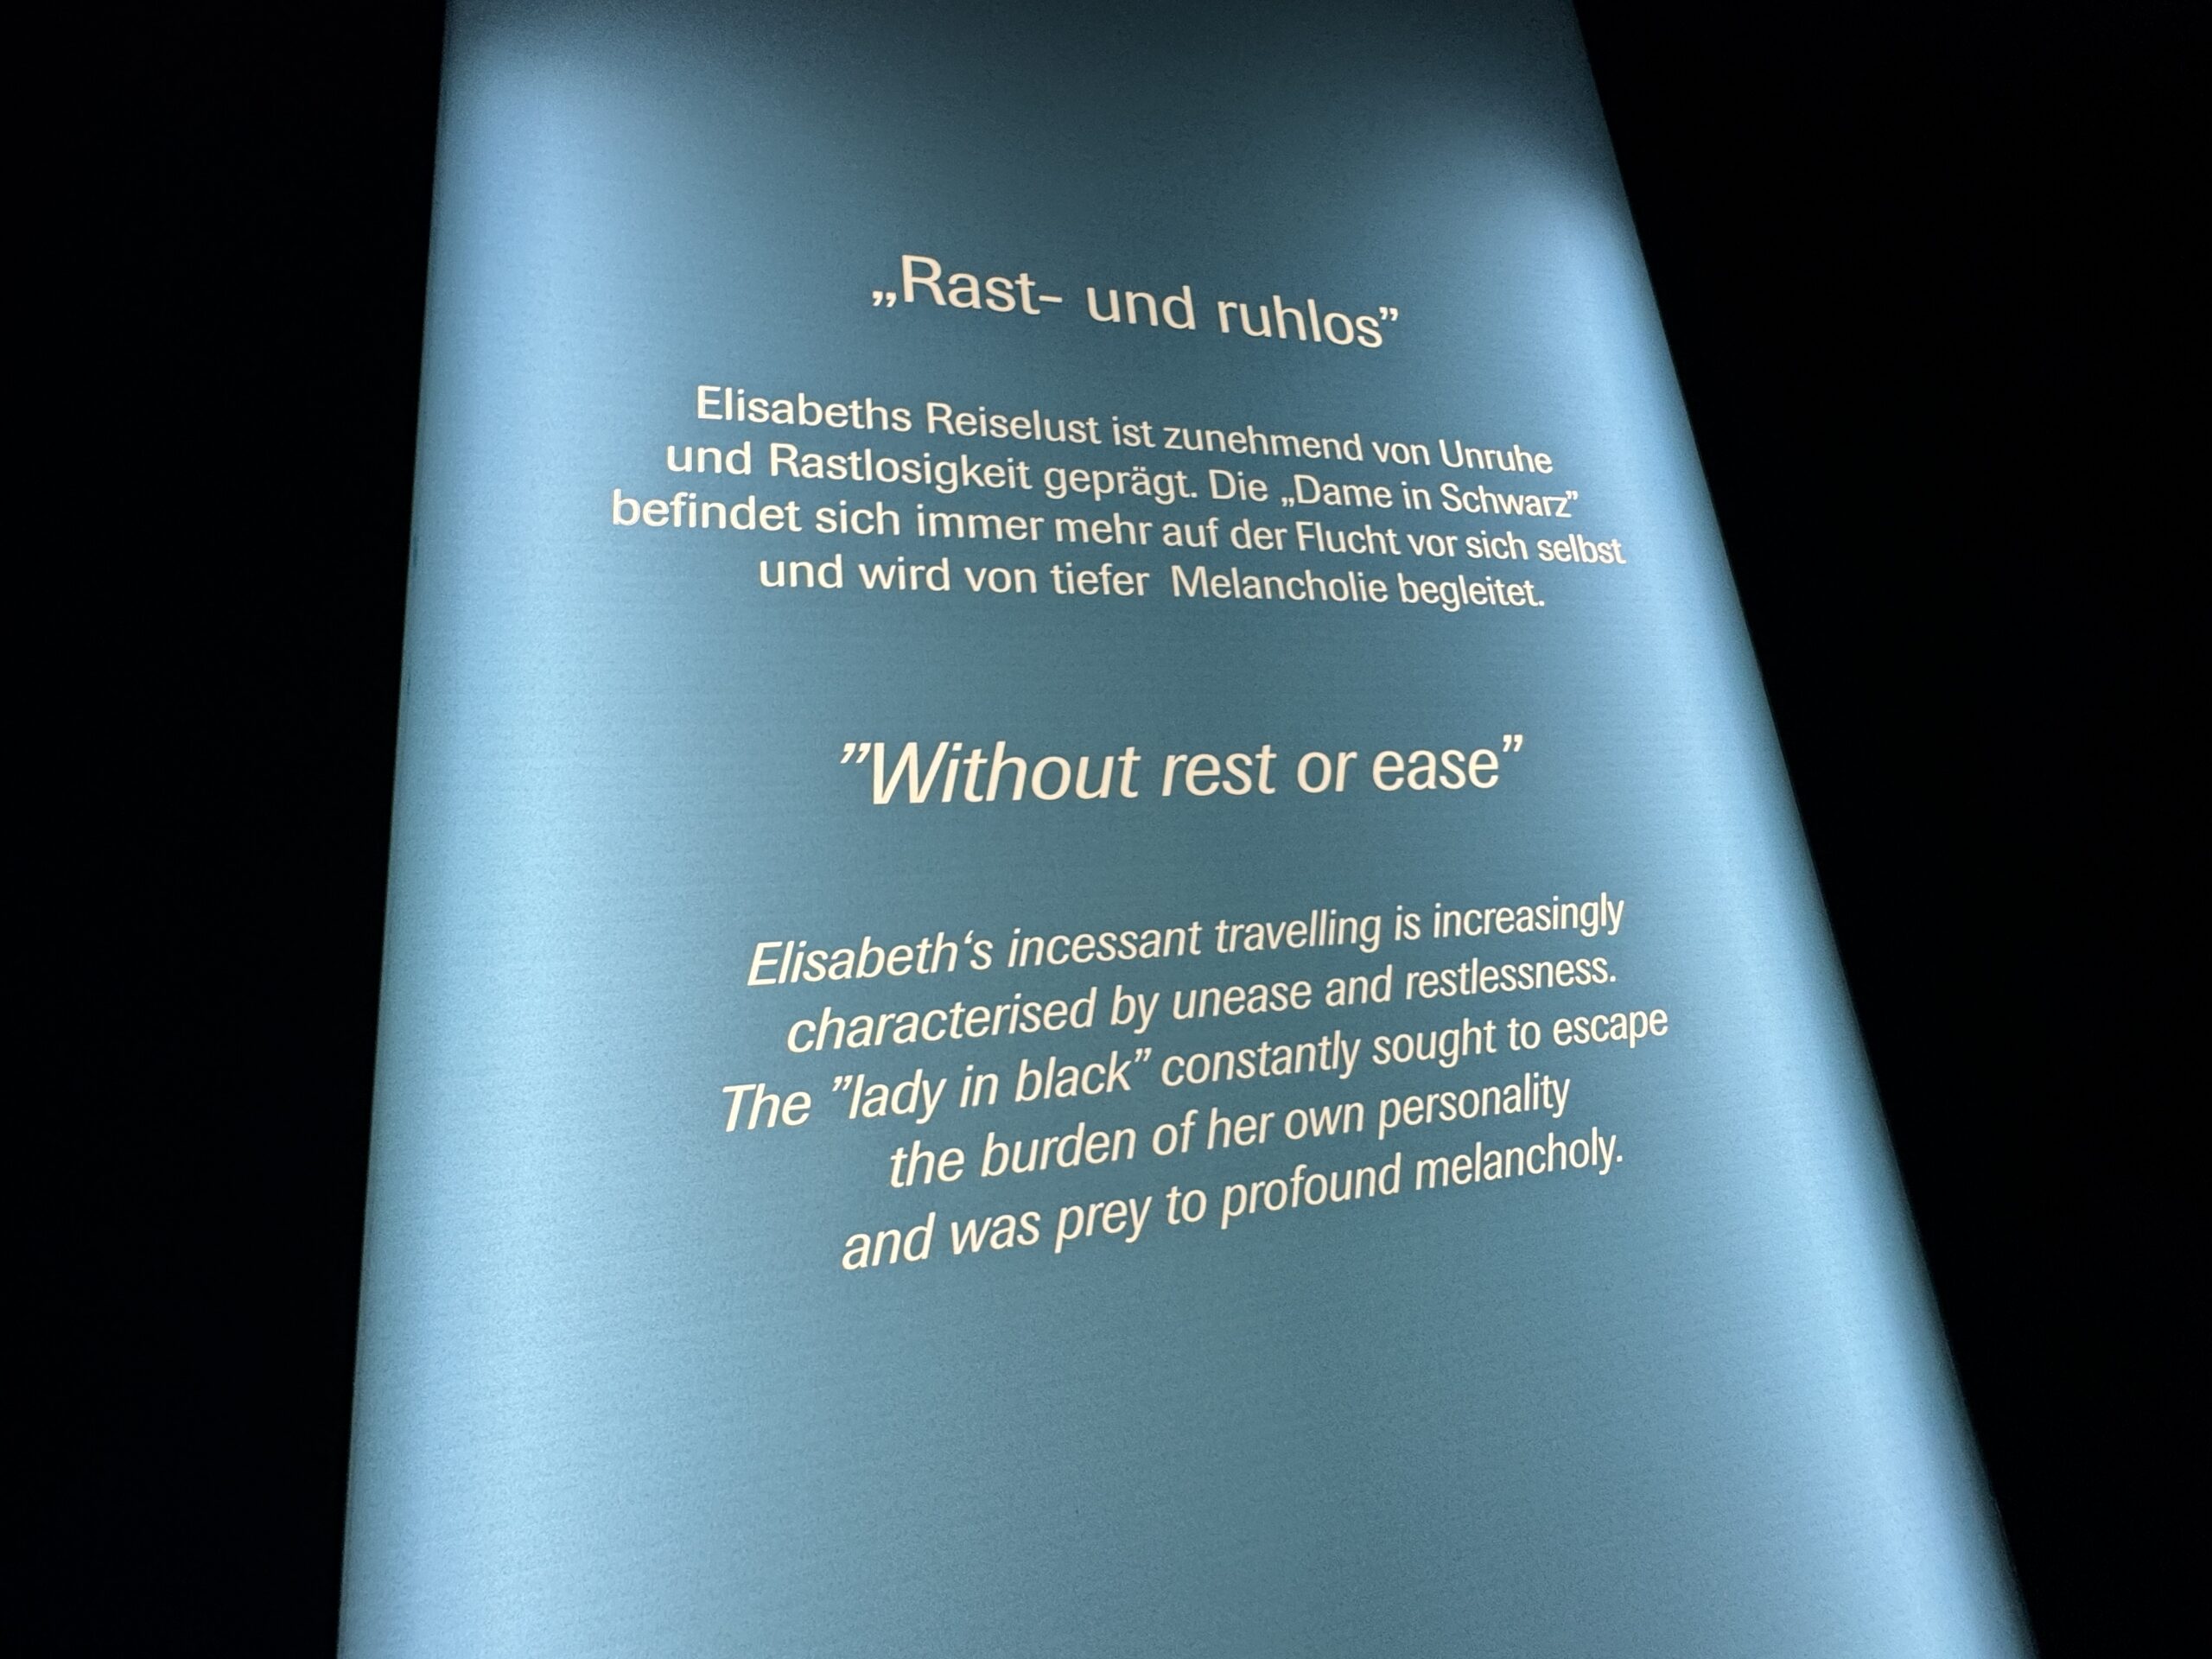 „Rast- und ruhlos”
Elisabeths Reiselust ist zunehmend von Unruhe
und Rastlosigkeit geprägt. Die „Dame in Schwarz”
befindet sich immer mehr auf der Flucht vor sich selbst
und wird von tiefer Melancholie begleitet.
”Without rest or ease”
Elisabeth‘s incessant travelling is increasingly
characterised by unease and restlessness.
The ”lady in black” constantly sought to escape
the burden of her own personality
and was prey to profound melancholy.